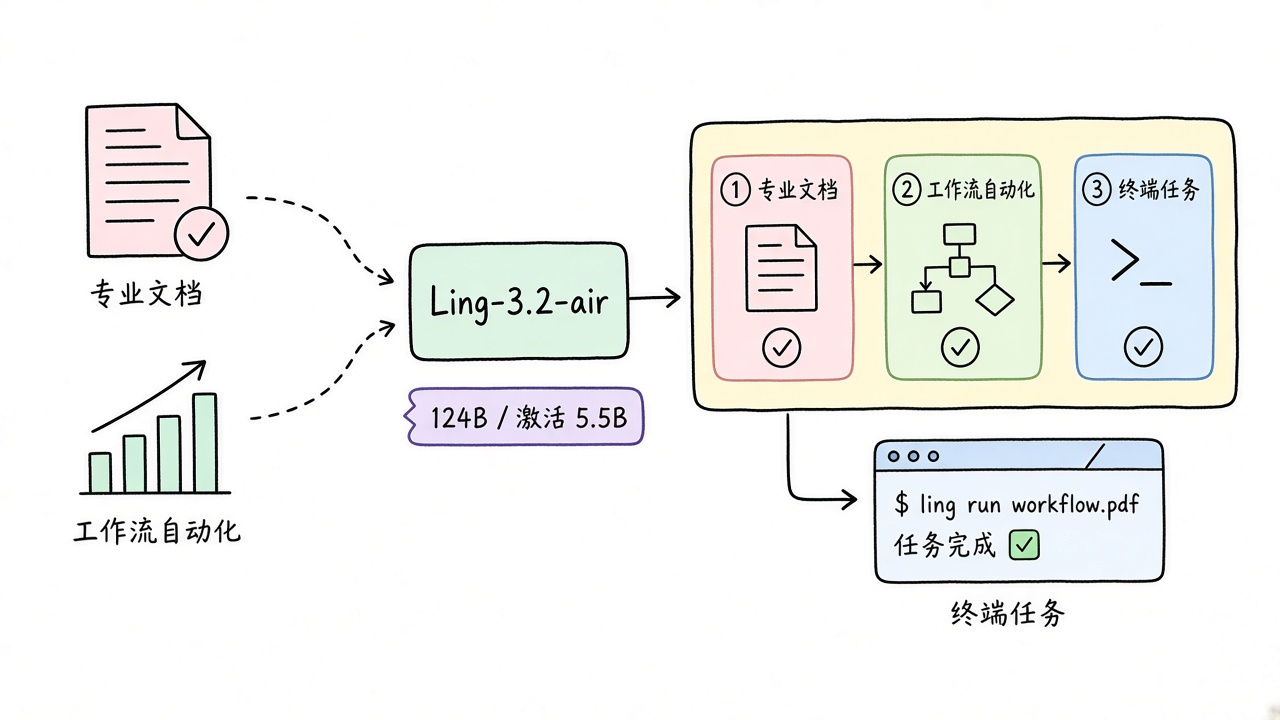 专业文档
工作流自动化
Ling-3.2-air
124B / 激活 5.5B
① 专业文档
② 工作流自动化
③ 终端任务
>_
$ ling run workflow.pdf
任务完成 ✓
终端任务